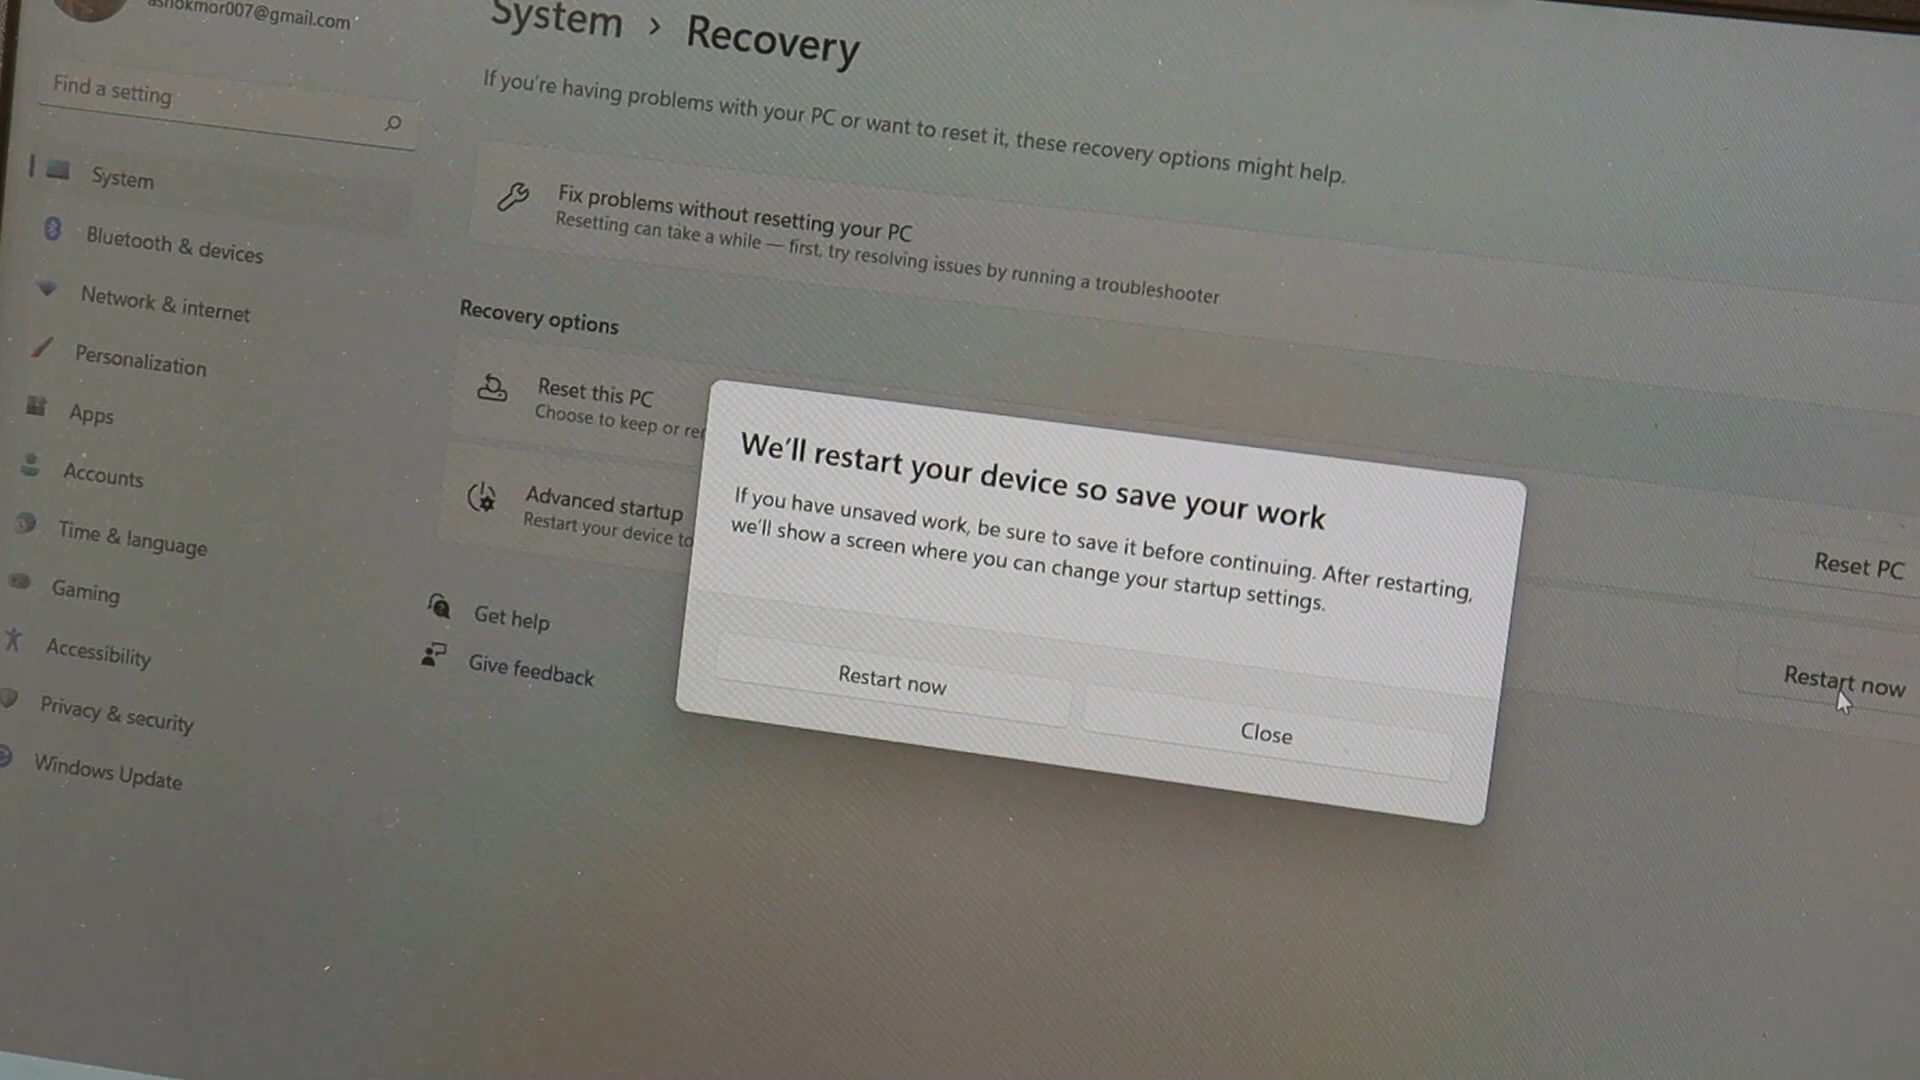 ashokmor007@gmail.com
System > Recovery
Find a setting
If you're having problems with your PC or want to reset it, these recovery options might help.
System
Bluetooth & devices
Network & internet
Personalization
Apps
Accounts
Time & language
Gaming
Accessibility
Privacy & security
Windows Update
Fix problems without resetting your PC
Resetting can take a while — first, try resolving issues by running a troubleshooter
Recovery options
Reset this PC
Choose to keep or
Reset PC
Advanced startup
Restart your device to
Restart now
Get help
Give feedback
We'll restart your device so save your work
If you have unsaved work, be sure to save it before continuing. After restarting,
we'll show a screen where you can change your startup settings.
Restart now
Close